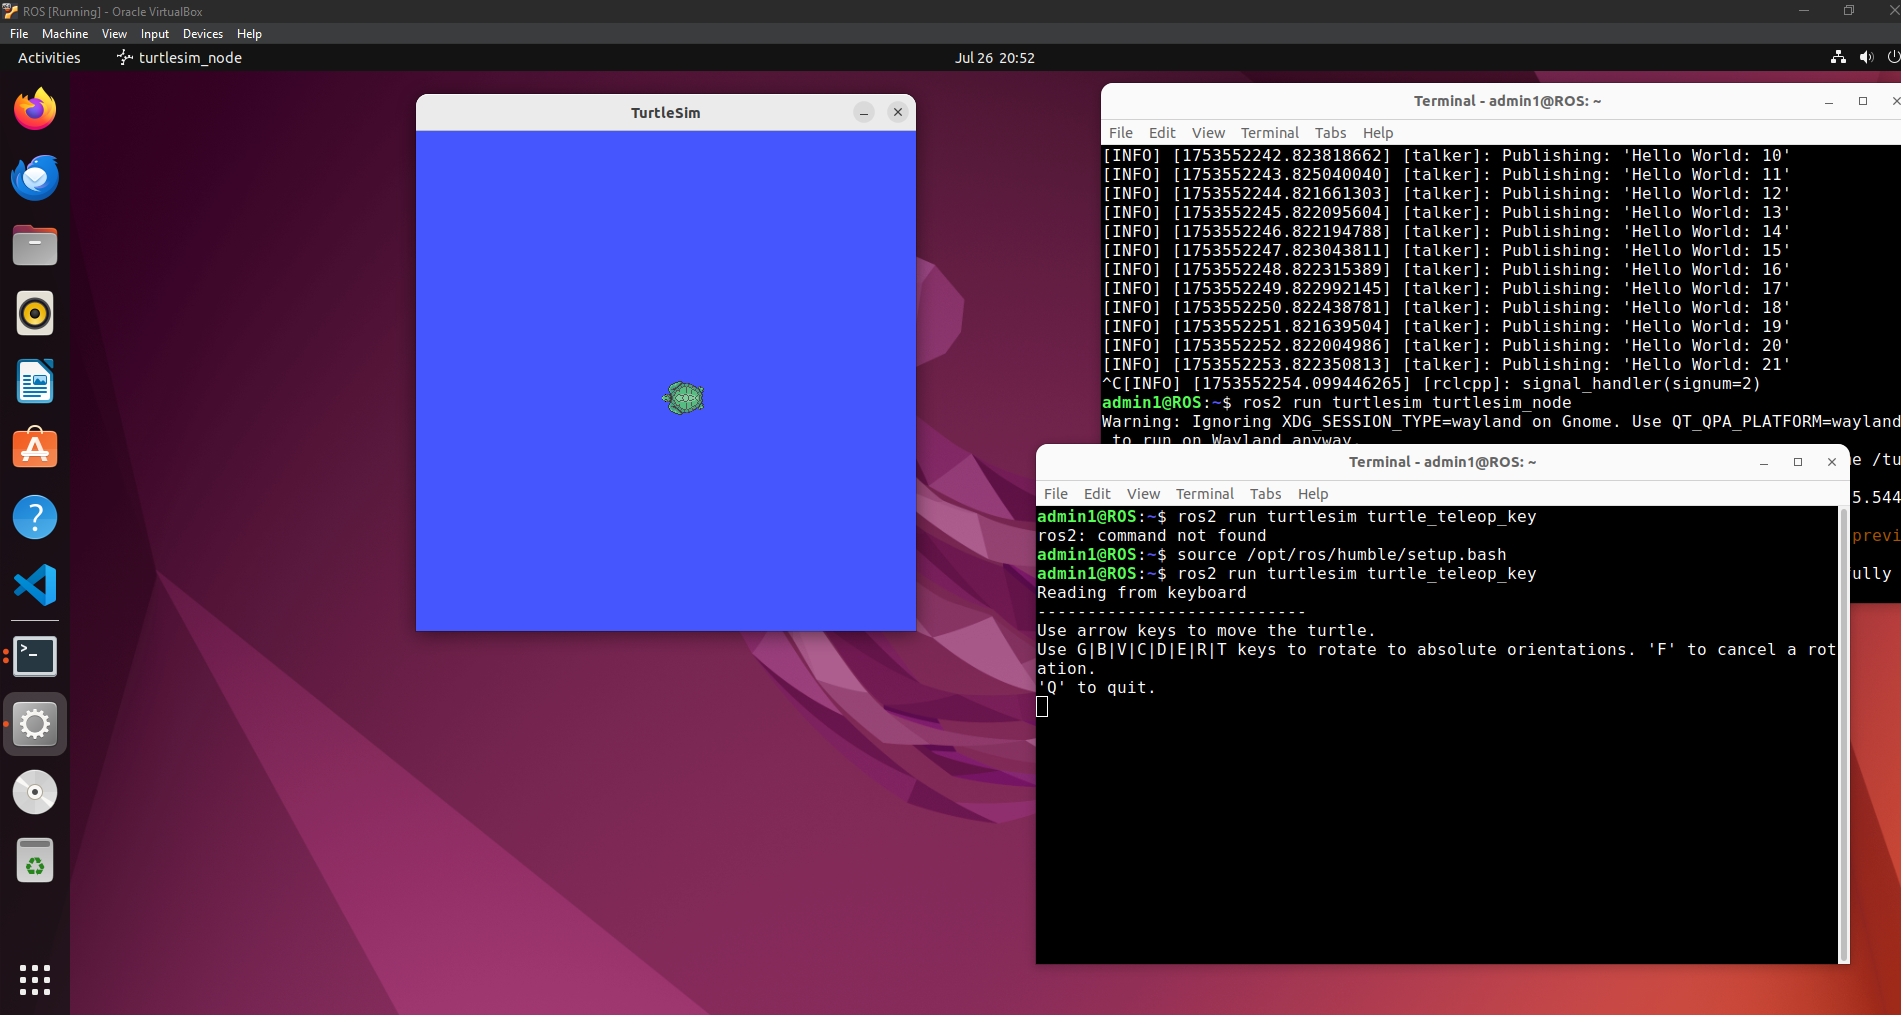 ROS [Running] - Oracle VirtualBox
File Machine View Input Devices Help
Activities turtlesim_node Jul 26 20:52
TurtleSim
Terminal - admin1@ROS: ~
File Edit View Terminal Tabs Help
[INFO] [1753552242.823818662] [talker]: Publishing: 'Hello World: 10'
[INFO] [1753552243.825040040] [talker]: Publishing: 'Hello World: 11'
[INFO] [1753552244.821661303] [talker]: Publishing: 'Hello World: 12'
[INFO] [1753552245.822095604] [talker]: Publishing: 'Hello World: 13'
[INFO] [1753552246.822194788] [talker]: Publishing: 'Hello World: 14'
[INFO] [1753552247.823043811] [talker]: Publishing: 'Hello World: 15'
[INFO] [1753552248.822315389] [talker]: Publishing: 'Hello World: 16'
[INFO] [1753552249.822992145] [talker]: Publishing: 'Hello World: 17'
[INFO] [1753552250.822438781] [talker]: Publishing: 'Hello World: 18'
[INFO] [1753552251.821639504] [talker]: Publishing: 'Hello World: 19'
[INFO] [1753552252.822004986] [talker]: Publishing: 'Hello World: 20'
[INFO] [1753552253.822350813] [talker]: Publishing: 'Hello World: 21'
^C[INFO] [1753552254.099446265] [rclcpp]: signal_handler(signum=2)
admin1@ROS:~$ ros2 run turtlesim turtlesim_node
Warning: Ignoring XDG_SESSION_TYPE=wayland on Gnome. Use QT_QPA_PLATFORM=wayland
to run on Wayland anyway.
e /tu
5.544
previ
fully
Terminal - admin1@ROS: ~
File Edit View Terminal Tabs Help
admin1@ROS:~$ ros2 run turtlesim turtle_teleop_key
ros2: command not found
admin1@ROS:~$ source /opt/ros/humble/setup.bash
admin1@ROS:~$ ros2 run turtlesim turtle_teleop_key
Reading from keyboard
---------------------------
Use arrow keys to move the turtle.
Use G|B|V|C|D|E|R|T keys to rotate to absolute orientations. 'F' to cancel a rot
ation.
'Q' to quit.